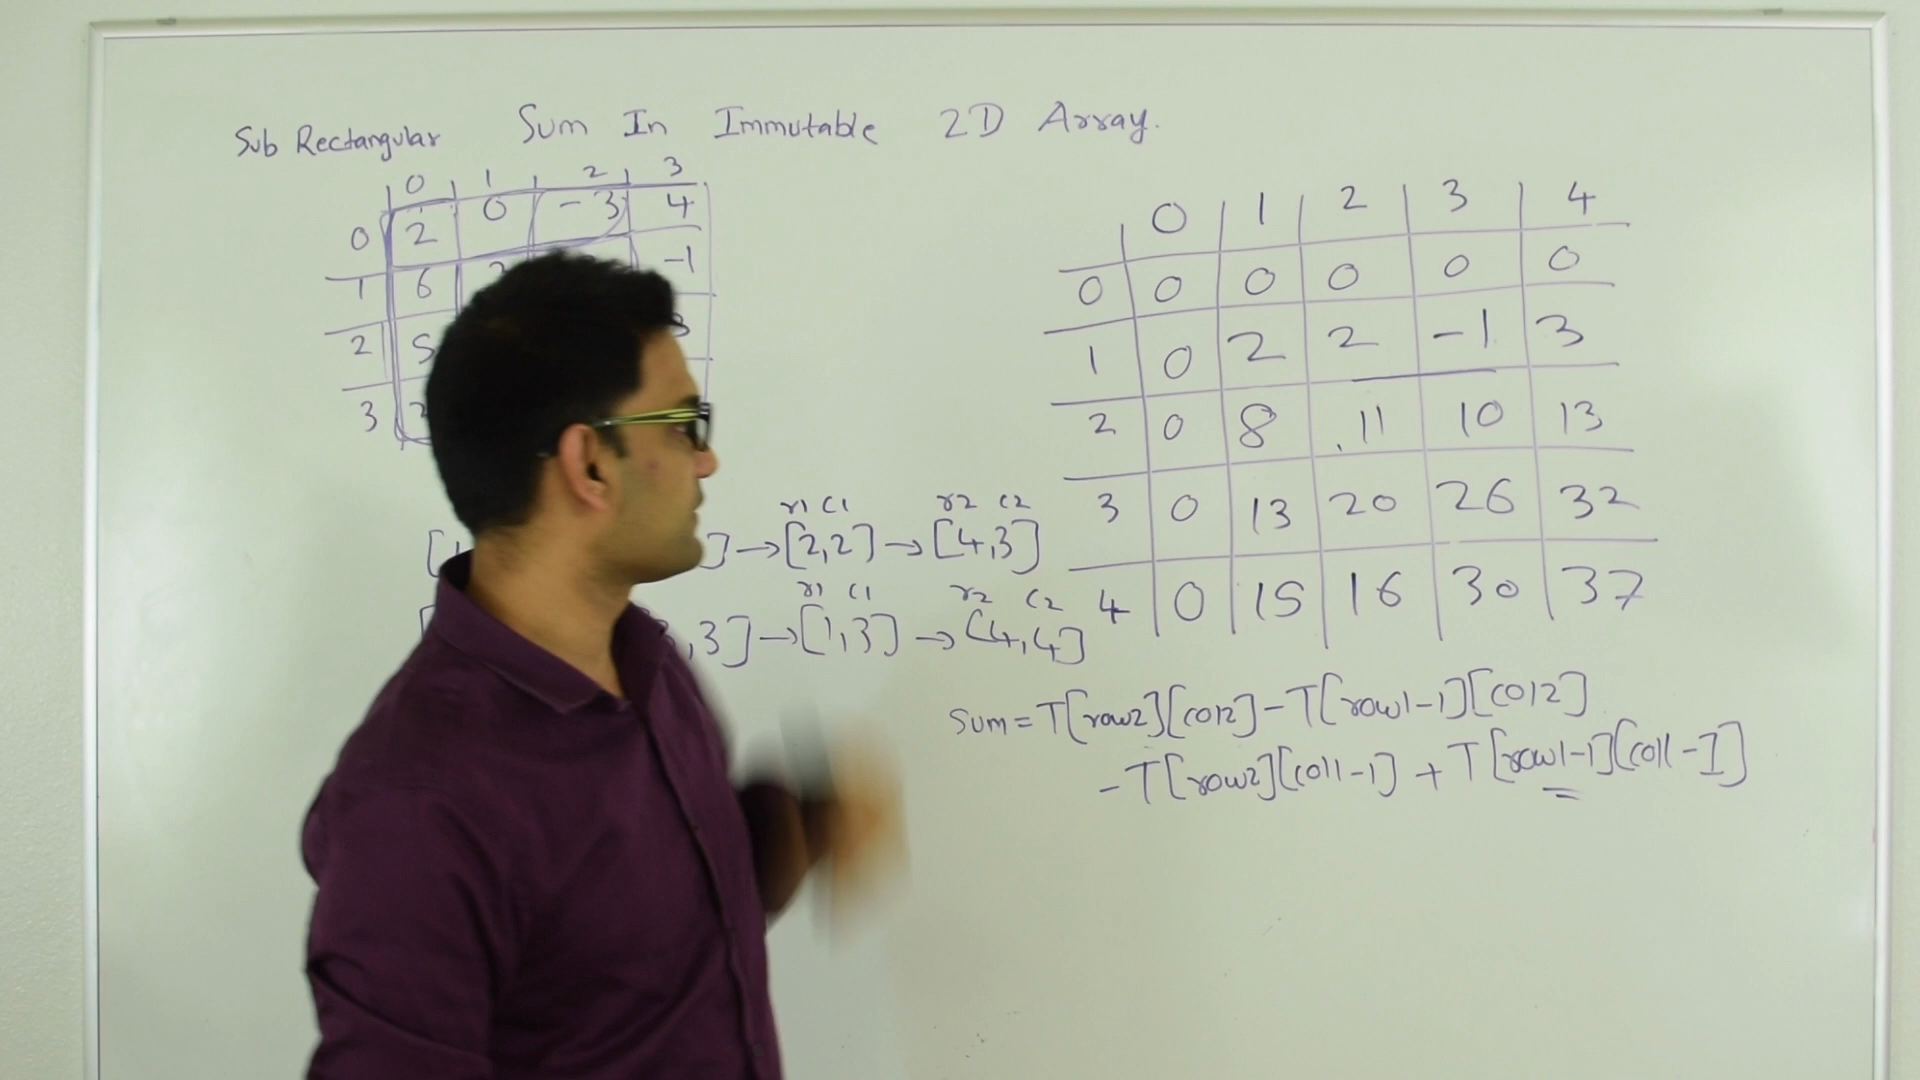 Sub Rectangular Sum In Immutable 2D Array.
0 1 2 3
0 2 0 -3 4
1 6 -1
2 5
3
0 1 2 3 4
0 0 0 0 0 0
1 0 2 2 -1 3
2 0 8 11 10 13
3 0 13 20 26 32
4 0 15 16 30 37
r1 c1 r2 c2
] → [2,2] → [4,3]
r1 c1 r2 c2
,3] → [1,3] → [4,4]
Sum = T[row2][col2] - T[row1-1][col2]
- T[row2][col1-1] + T[row1-1][col1-1]